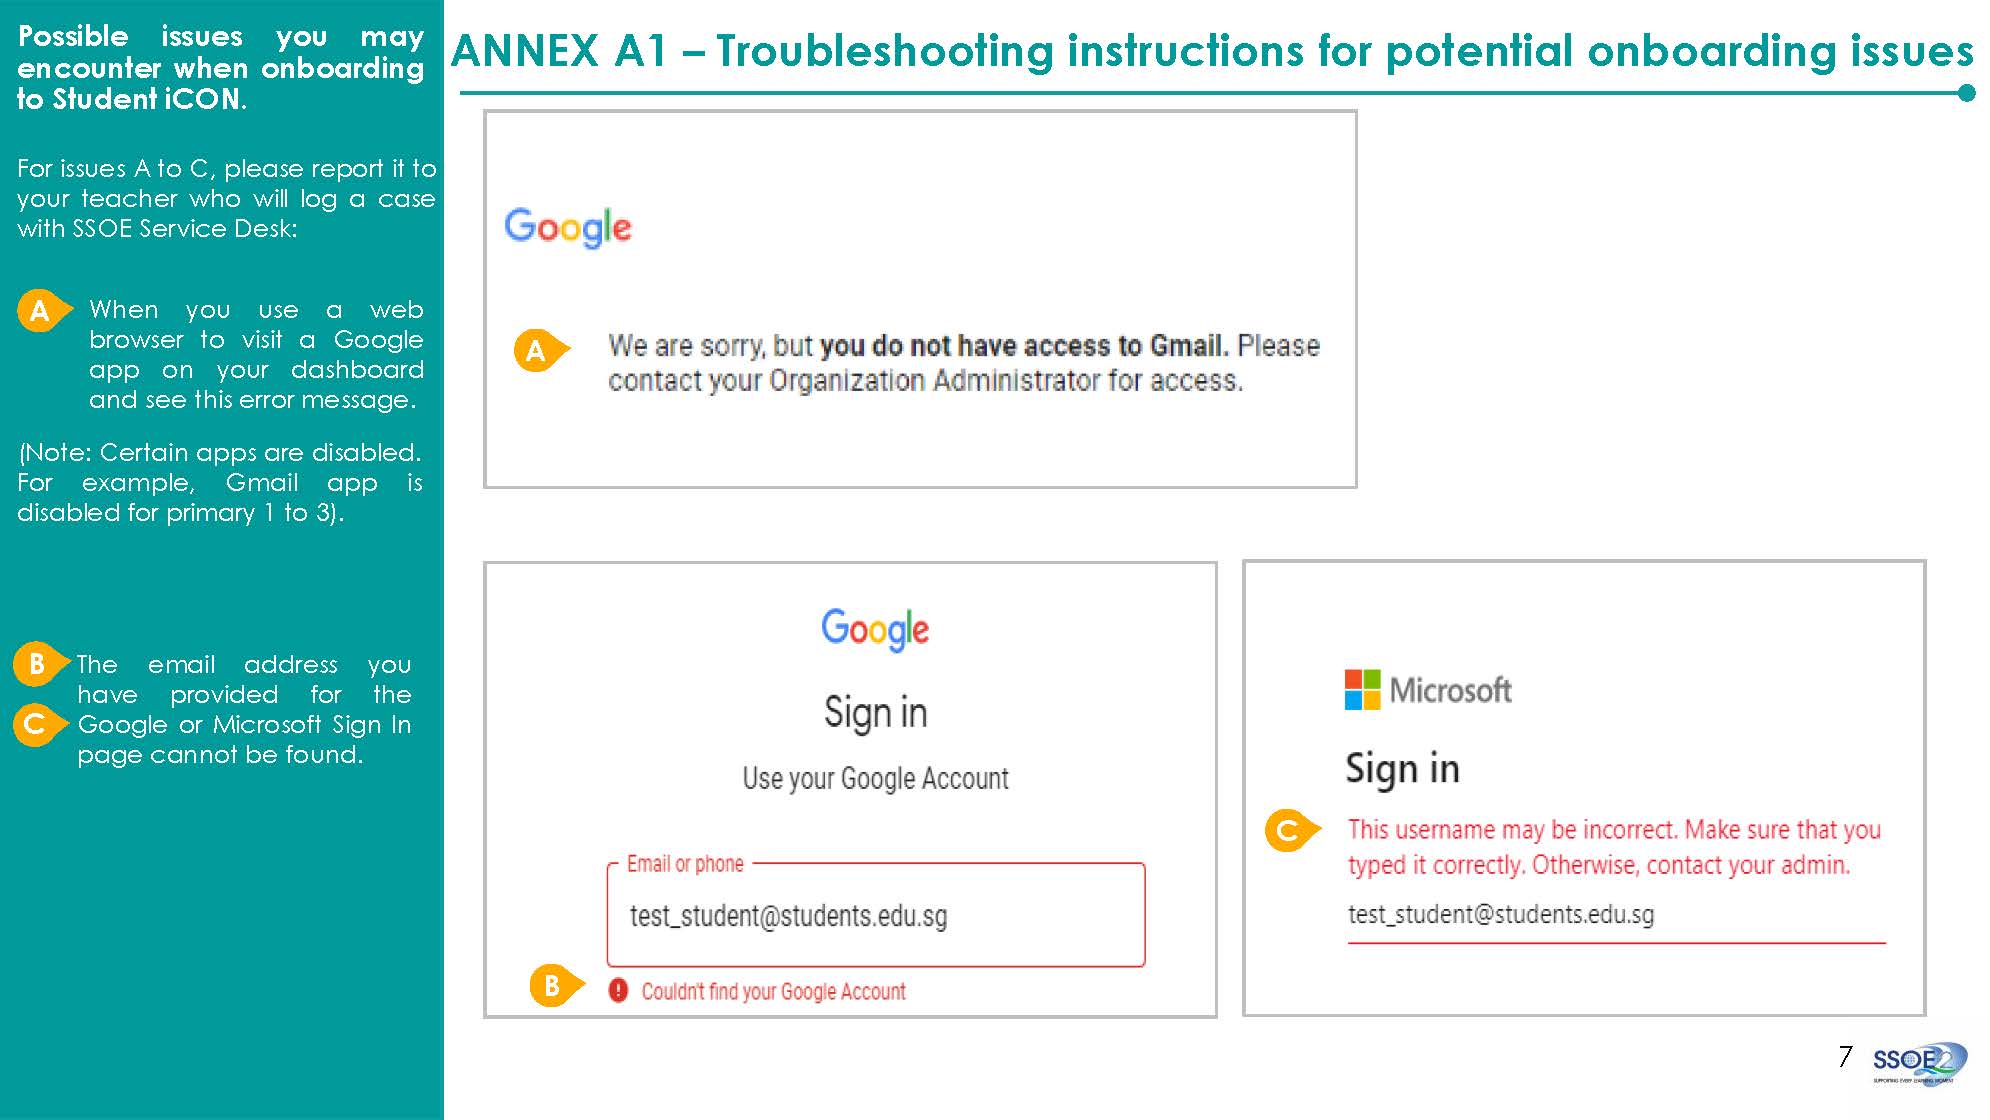 Possible issues you may
encounter when onboarding
to Student iCON.
For issues A to C, please report it to
your teacher who will log a case
with SSOE Service Desk:
A
When you use a web
browser to visit a Google
app on your dashboard
and see this error message.
(Note: Certain apps are disabled.
For example, Gmail app is
disabled for primary 1 to 3).
B
C
The email address you
have provided for the
Google or Microsoft Sign In
page cannot be found.
ANNEX A1 – Troubleshooting instructions for potential onboarding issues
Google
A
We are sorry, but you do not have access to Gmail. Please
contact your Organization Administrator for access.
Google
Sign in
Use your Google Account
Email or phone
test_student@students.edu.sg
B
Couldn't find your Google Account
Microsoft
Sign in
C
This username may be incorrect. Make sure that you
typed it correctly. Otherwise, contact your admin.
test_student@students.edu.sg
7
SSOE2
SUPPORTING EVERY LEARNING MOMENT